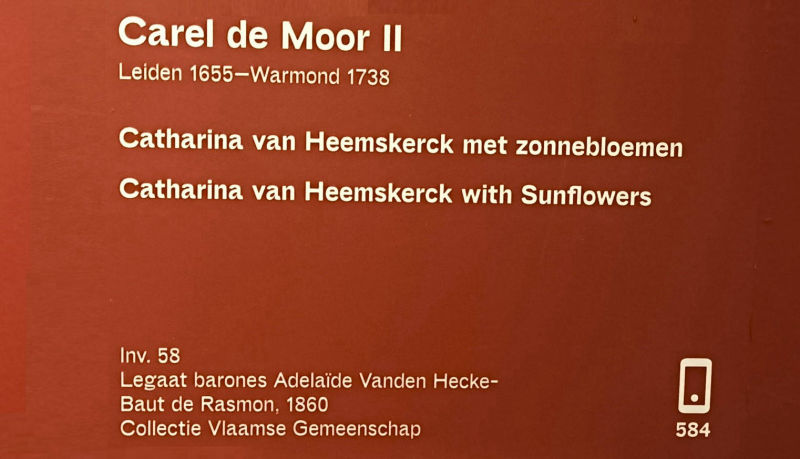 Carel de Moor II
Leiden 1655–Warmond 1738
Catharina van Heemskerck met zonnebloemen
Catharina van Heemskerck with Sunflowers
Inv. 58
Legaat barones Adelaïde Vanden Hecke-
Baut de Rasmon, 1860
Collectie Vlaamse Gemeenschap
584